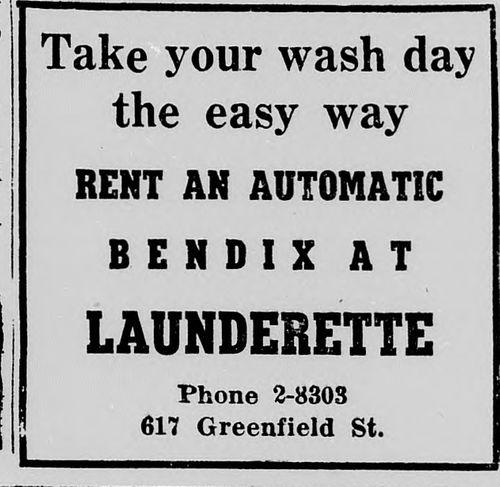 Take your wash day
the easy way
RENT AN AUTOMATIC
BENDIX AT
LAUNDERETTE
Phone 2-8303
617 Greenfield St.